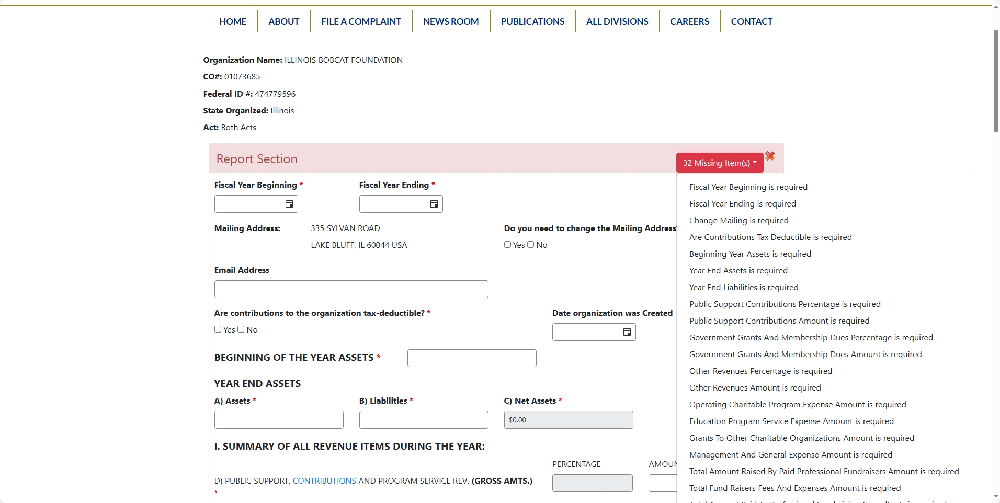 HOME
ABOUT
FILE A COMPLAINT
NEWS ROOM
PUBLICATIONS
ALL DIVISIONS
CAREERS
CONTACT
Organization Name: ILLINOIS BOBCAT FOUNDATION
CO#: 01073685
Federal ID #: 474779596
State Organized: Illinois
Act: Both Acts
Report Section
32 Missing Item(s)
Fiscal Year Beginning *
Fiscal Year Ending *
Mailing Address:
335 SYLVAN ROAD
LAKE BLUFF, IL 60044 USA
Do you need to change the Mailing Address
Yes No
Email Address
Are contributions to the organization tax-deductible? *
Yes No
Date organization was Created
BEGINNING OF THE YEAR ASSETS *
YEAR END ASSETS
A) Assets *
B) Liabilities *
C) Net Assets *
$0.00
I. SUMMARY OF ALL REVENUE ITEMS DURING THE YEAR:
PERCENTAGE
AMOUN
D) PUBLIC SUPPORT, CONTRIBUTIONS AND PROGRAM SERVICE REV. (GROSS AMTS.)
*
Fiscal Year Beginning is required
Fiscal Year Ending is required
Change Mailing is required
Are Contributions Tax Deductible is required
Beginning Year Assets is required
Year End Assets is required
Year End Liabilities is required
Public Support Contributions Percentage is required
Public Support Contributions Amount is required
Government Grants And Membership Dues Percentage is required
Government Grants And Membership Dues Amount is required
Other Revenues Percentage is required
Other Revenues Amount is required
Operating Charitable Program Expense Amount is required
Education Program Service Expense Amount is required
Grants To Other Charitable Organizations Amount is required
Management And General Expense Amount is required
Total Amount Raised By Paid Professional Fundraisers Amount is required
Total Fund Raisers Fees And Expenses Amount is required